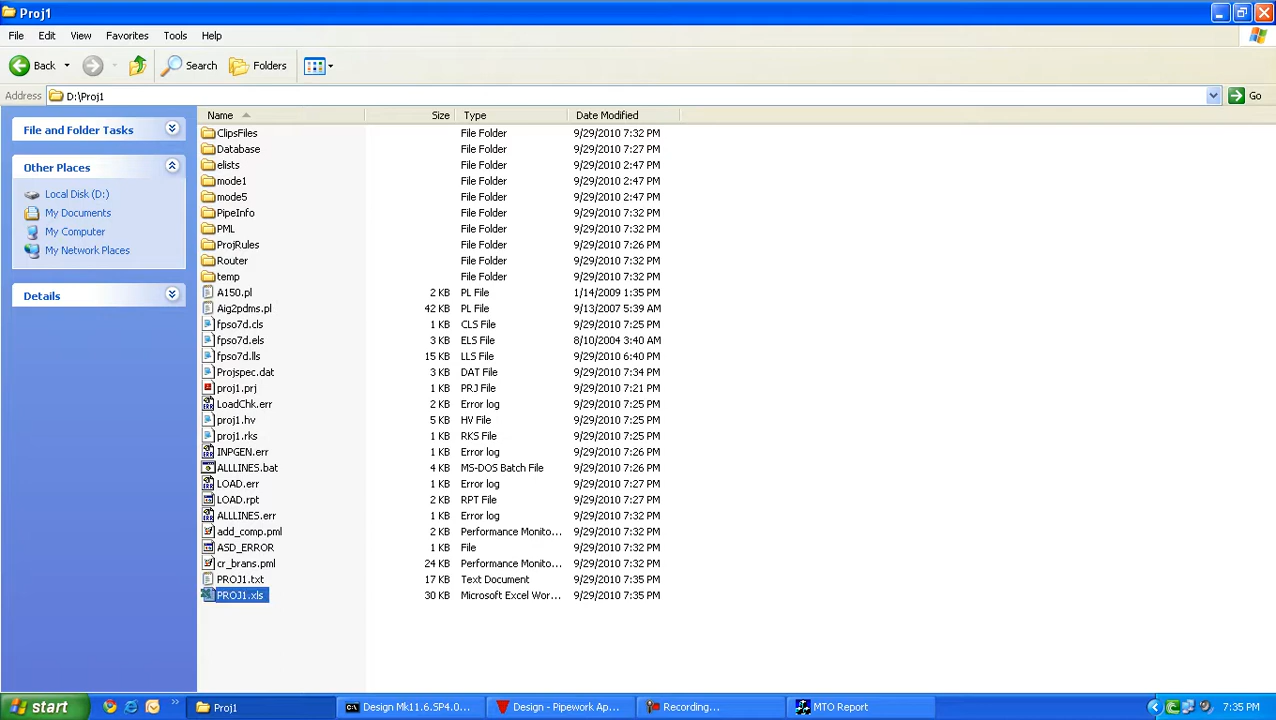 Proj1
File Edit View Favorites Tools Help
Back Search Folders
Address D:\Proj1 Go
File and Folder Tasks
Other Places
Local Disk (D:)
My Documents
My Computer
My Network Places
Details
Name Size Type Date Modified
ClipsFiles File Folder 9/29/2010 7:32 PM
Database File Folder 9/29/2010 7:27 PM
elists File Folder 9/29/2010 2:47 PM
mode1 File Folder 9/29/2010 2:47 PM
mode5 File Folder 9/29/2010 2:47 PM
PipeInfo File Folder 9/29/2010 7:32 PM
PML File Folder 9/29/2010 7:32 PM
ProjRules File Folder 9/29/2010 7:26 PM
Router File Folder 9/29/2010 7:32 PM
temp File Folder 9/29/2010 7:32 PM
A150.pl 2 KB PL File 1/14/2009 1:35 PM
Aig2pdms.pl 42 KB PL File 9/13/2007 5:39 AM
fpso7d.cls 1 KB CLS File 9/29/2010 7:25 PM
fpso7d.els 3 KB ELS File 8/10/2004 3:40 AM
fpso7d.lls 15 KB LLS File 9/29/2010 6:40 PM
Projspec.dat 3 KB DAT File 9/29/2010 7:34 PM
proj1.prj 1 KB PRJ File 9/29/2010 7:21 PM
LoadChk.err 2 KB Error log 9/29/2010 7:25 PM
proj1.hv 5 KB HV File 9/29/2010 7:25 PM
proj1.rks 1 KB RKS File 9/29/2010 7:25 PM
INPGEN.err 1 KB Error log 9/29/2010 7:26 PM
ALLLINES.bat 4 KB MS-DOS Batch File 9/29/2010 7:26 PM
LOAD.err 1 KB Error log 9/29/2010 7:27 PM
LOAD.rpt 2 KB RPT File 9/29/2010 7:27 PM
ALLLINES.err 1 KB Error log 9/29/2010 7:32 PM
add_comp.pml 2 KB Performance Monito... 9/29/2010 7:32 PM
ASD_ERROR 1 KB File 9/29/2010 7:32 PM
cr_brans.pml 24 KB Performance Monito... 9/29/2010 7:32 PM
PROJ1.txt 17 KB Text Document 9/29/2010 7:35 PM
PROJ1.xls 30 KB Microsoft Excel Wor... 9/29/2010 7:35 PM
start Proj1 Design Mk11.6.SP4.0... Design - Pipework Ap... Recording... MTO Report 7:35 PM